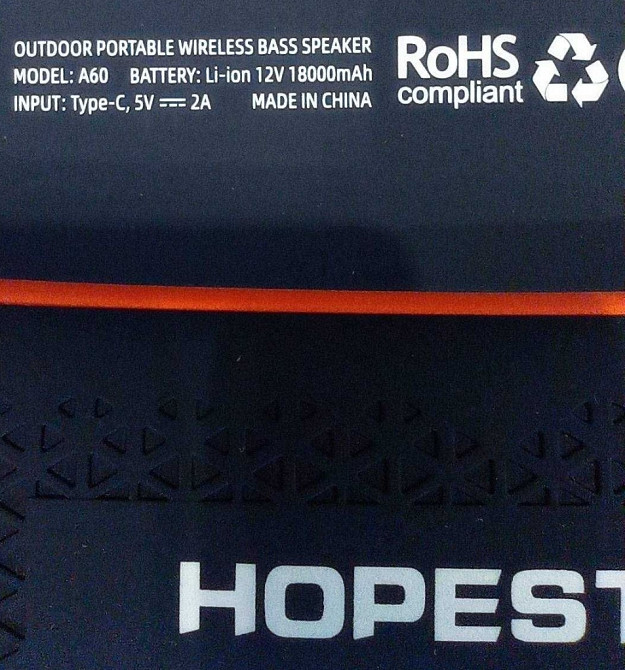 OUTDOOR PORTABLE WIRELESS BASS SPEAKER
MODEL: A60 BATTERY: Li-ion 12V 18000mAh
INPUT: Type-C, 5V ⎓ 2A MADE IN CHINA
RoHS
compliant
HOPEST